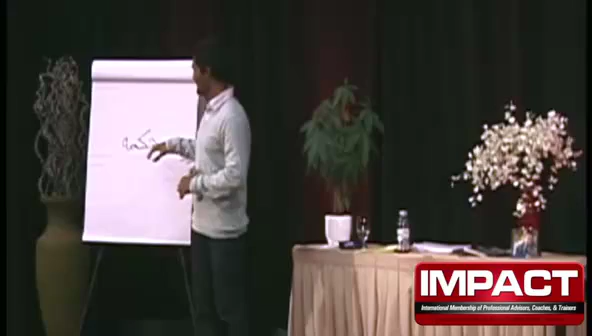 IMPACT
International Membership of Professional Advisors, Coaches, & Trainers